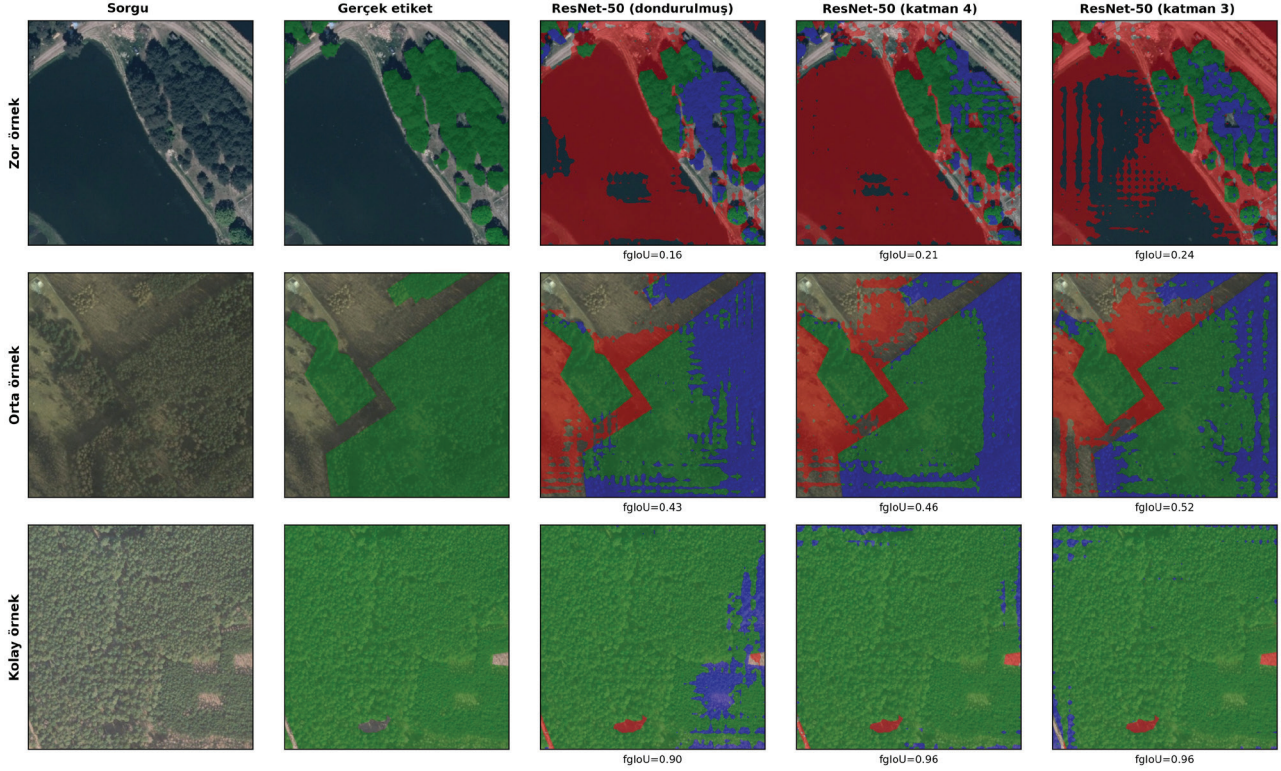 Sorgu
Gerçek etiket
ResNet-50 (dondurulmuş)
ResNet-50 (katman 4)
ResNet-50 (katman 3)
Zor örnek
fgIoU=0.16
fgIoU=0.21
fgIoU=0.24
Orta örnek
fgIoU=0.43
fgIoU=0.46
fgIoU=0.52
Kolay örnek
fgIoU=0.90
fgIoU=0.96
fgIoU=0.96